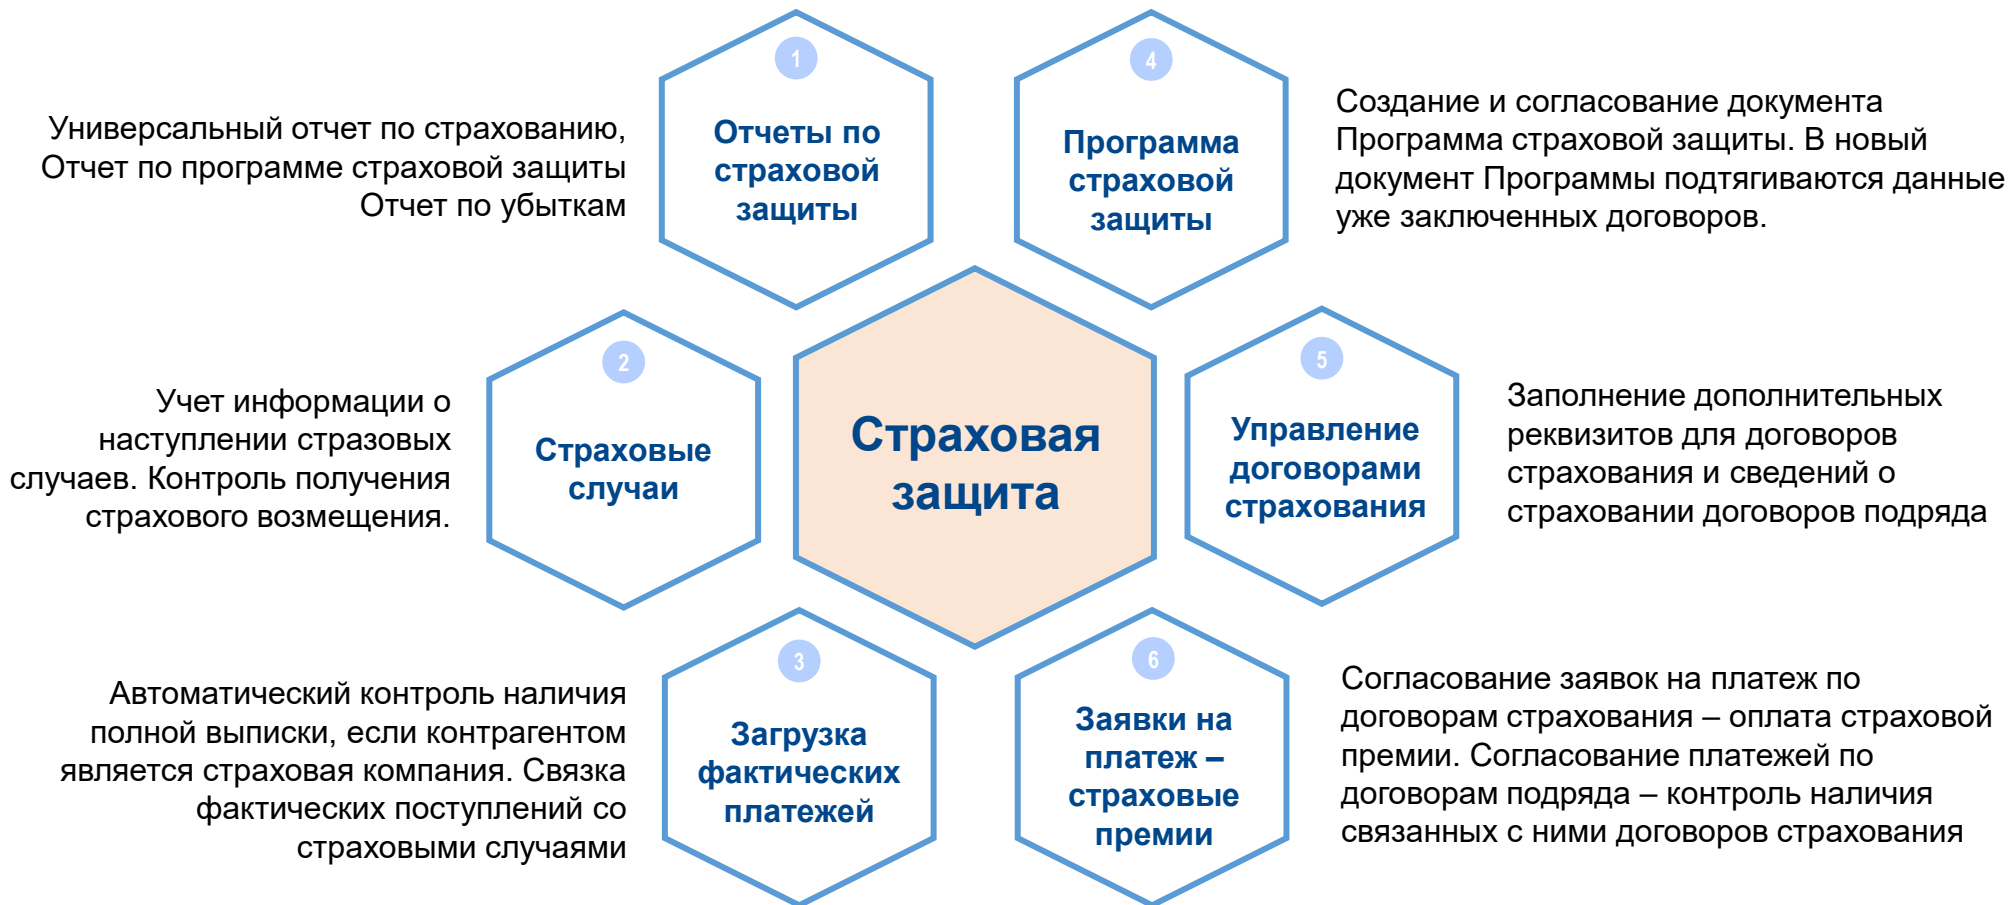 1
Отчеты по
страховой
защиты
Универсальный отчет по страхованию,
Отчет по программе страховой защиты
Отчет по убыткам
2
Страховые
случаи
Учет информации о
наступлении стразовых
случаев. Контроль получения
страхового возмещения.
3
Загрузка
фактических
платежей
Автоматический контроль наличия
полной выписки, если контрагентом
является страховая компания. Связка
фактических поступлений со
страховыми случаями
Страховая
защита
4
Программа
страховой
защиты
Создание и согласование документа
Программа страховой защиты. В новый
документ Программы подтягиваются данные
уже заключенных договоров.
5
Управление
договорами
страхования
Заполнение дополнительных
реквизитов для договоров
страхования и сведений о
страховании договоров подряда
6
Заявки на
платеж –
страховые
премии
Согласование заявок на платеж по
договорам страхования – оплата страховой
премии. Согласование платежей по
договорам подряда – контроль наличия
связанных с ними договоров страхования